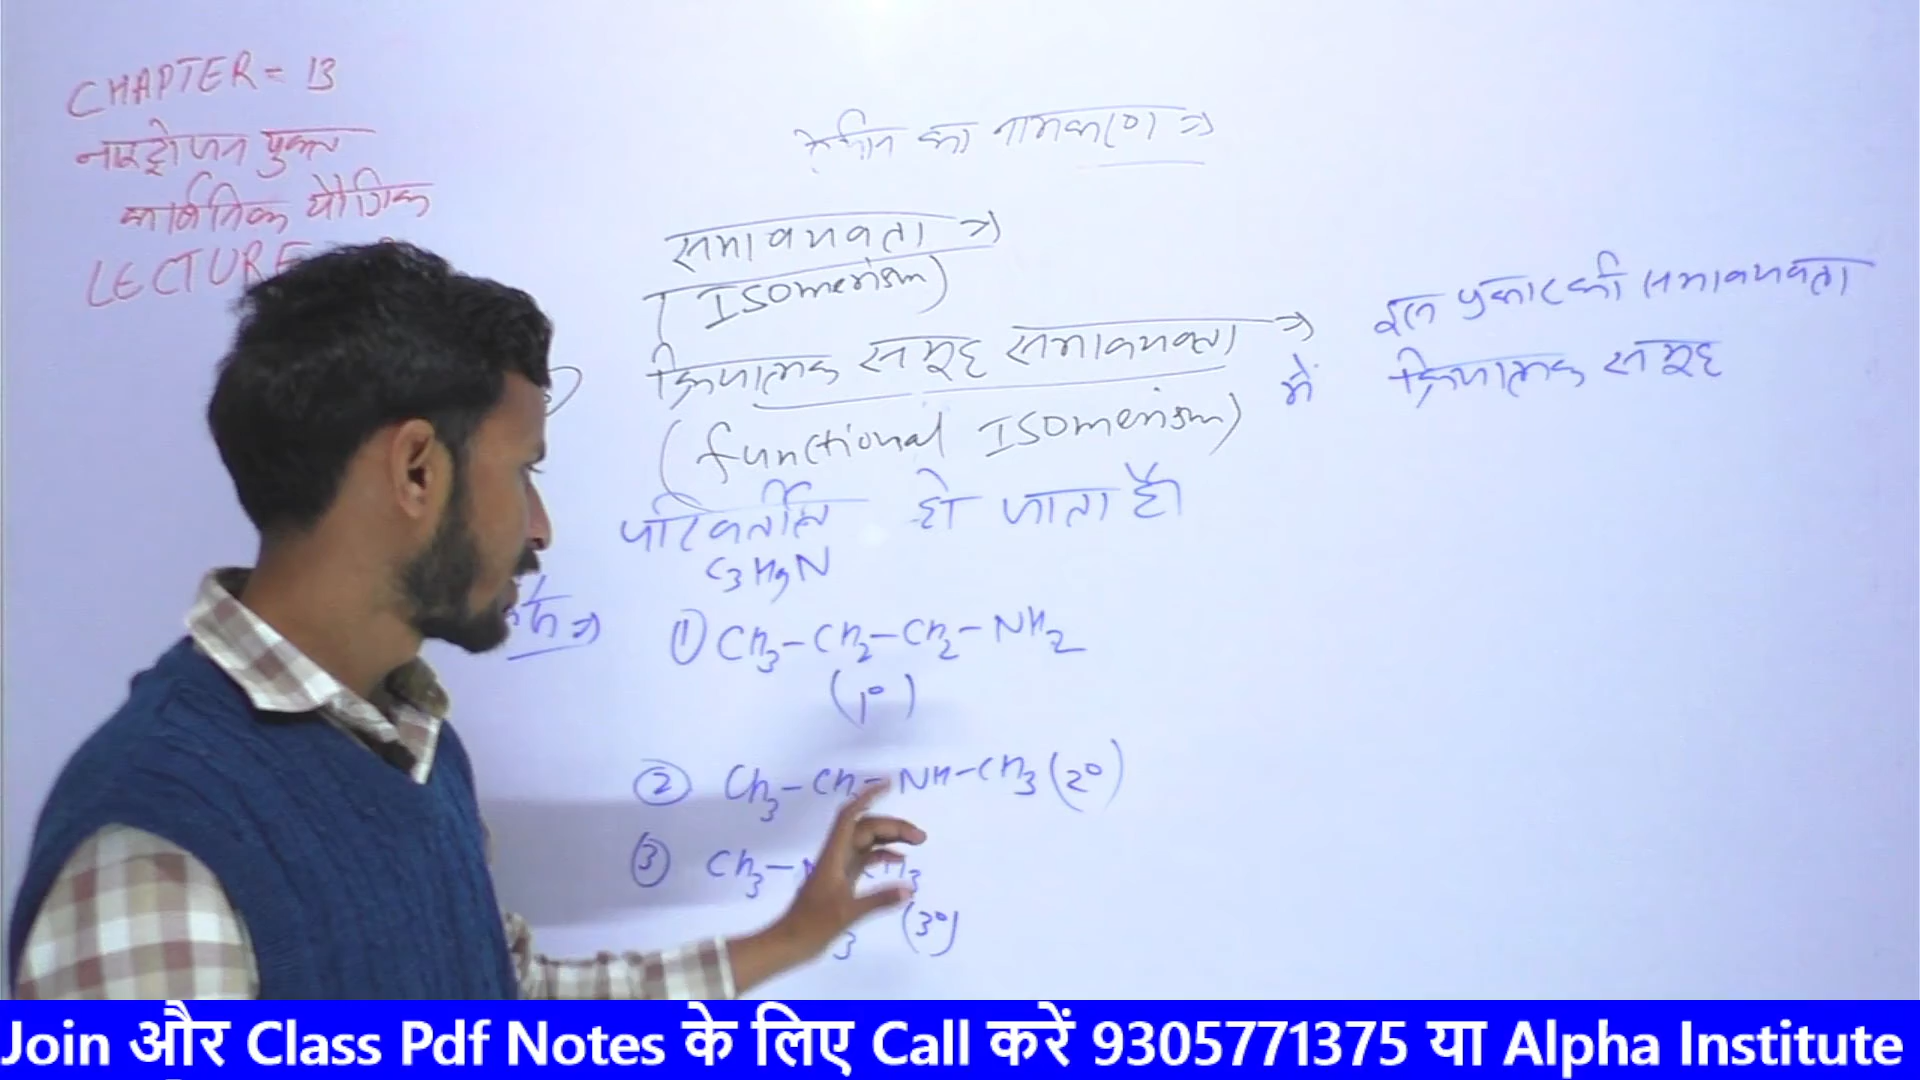 CHAPTER = 13
नाइट्रोजन युक्त
कार्बनिक यौगिक
LECTURE
का नामकरण ⇒
समावयवता ⇒
(Isomerism)
क्रियात्मक समूह समावयवता ⇒ इस प्रकार की समावयवता
(functional Isomerism) में क्रियात्मक समूह
परिवर्तित हो जाता है।
C3H9N
① CH3-CH2-CH2-NH2
(1°)
② CH3-CH2-NH-CH3 (2°)
③ CH3- CH3
3 (3°)
Join और Class Pdf Notes के लिए Call करें 9305771375 या Alpha Institute